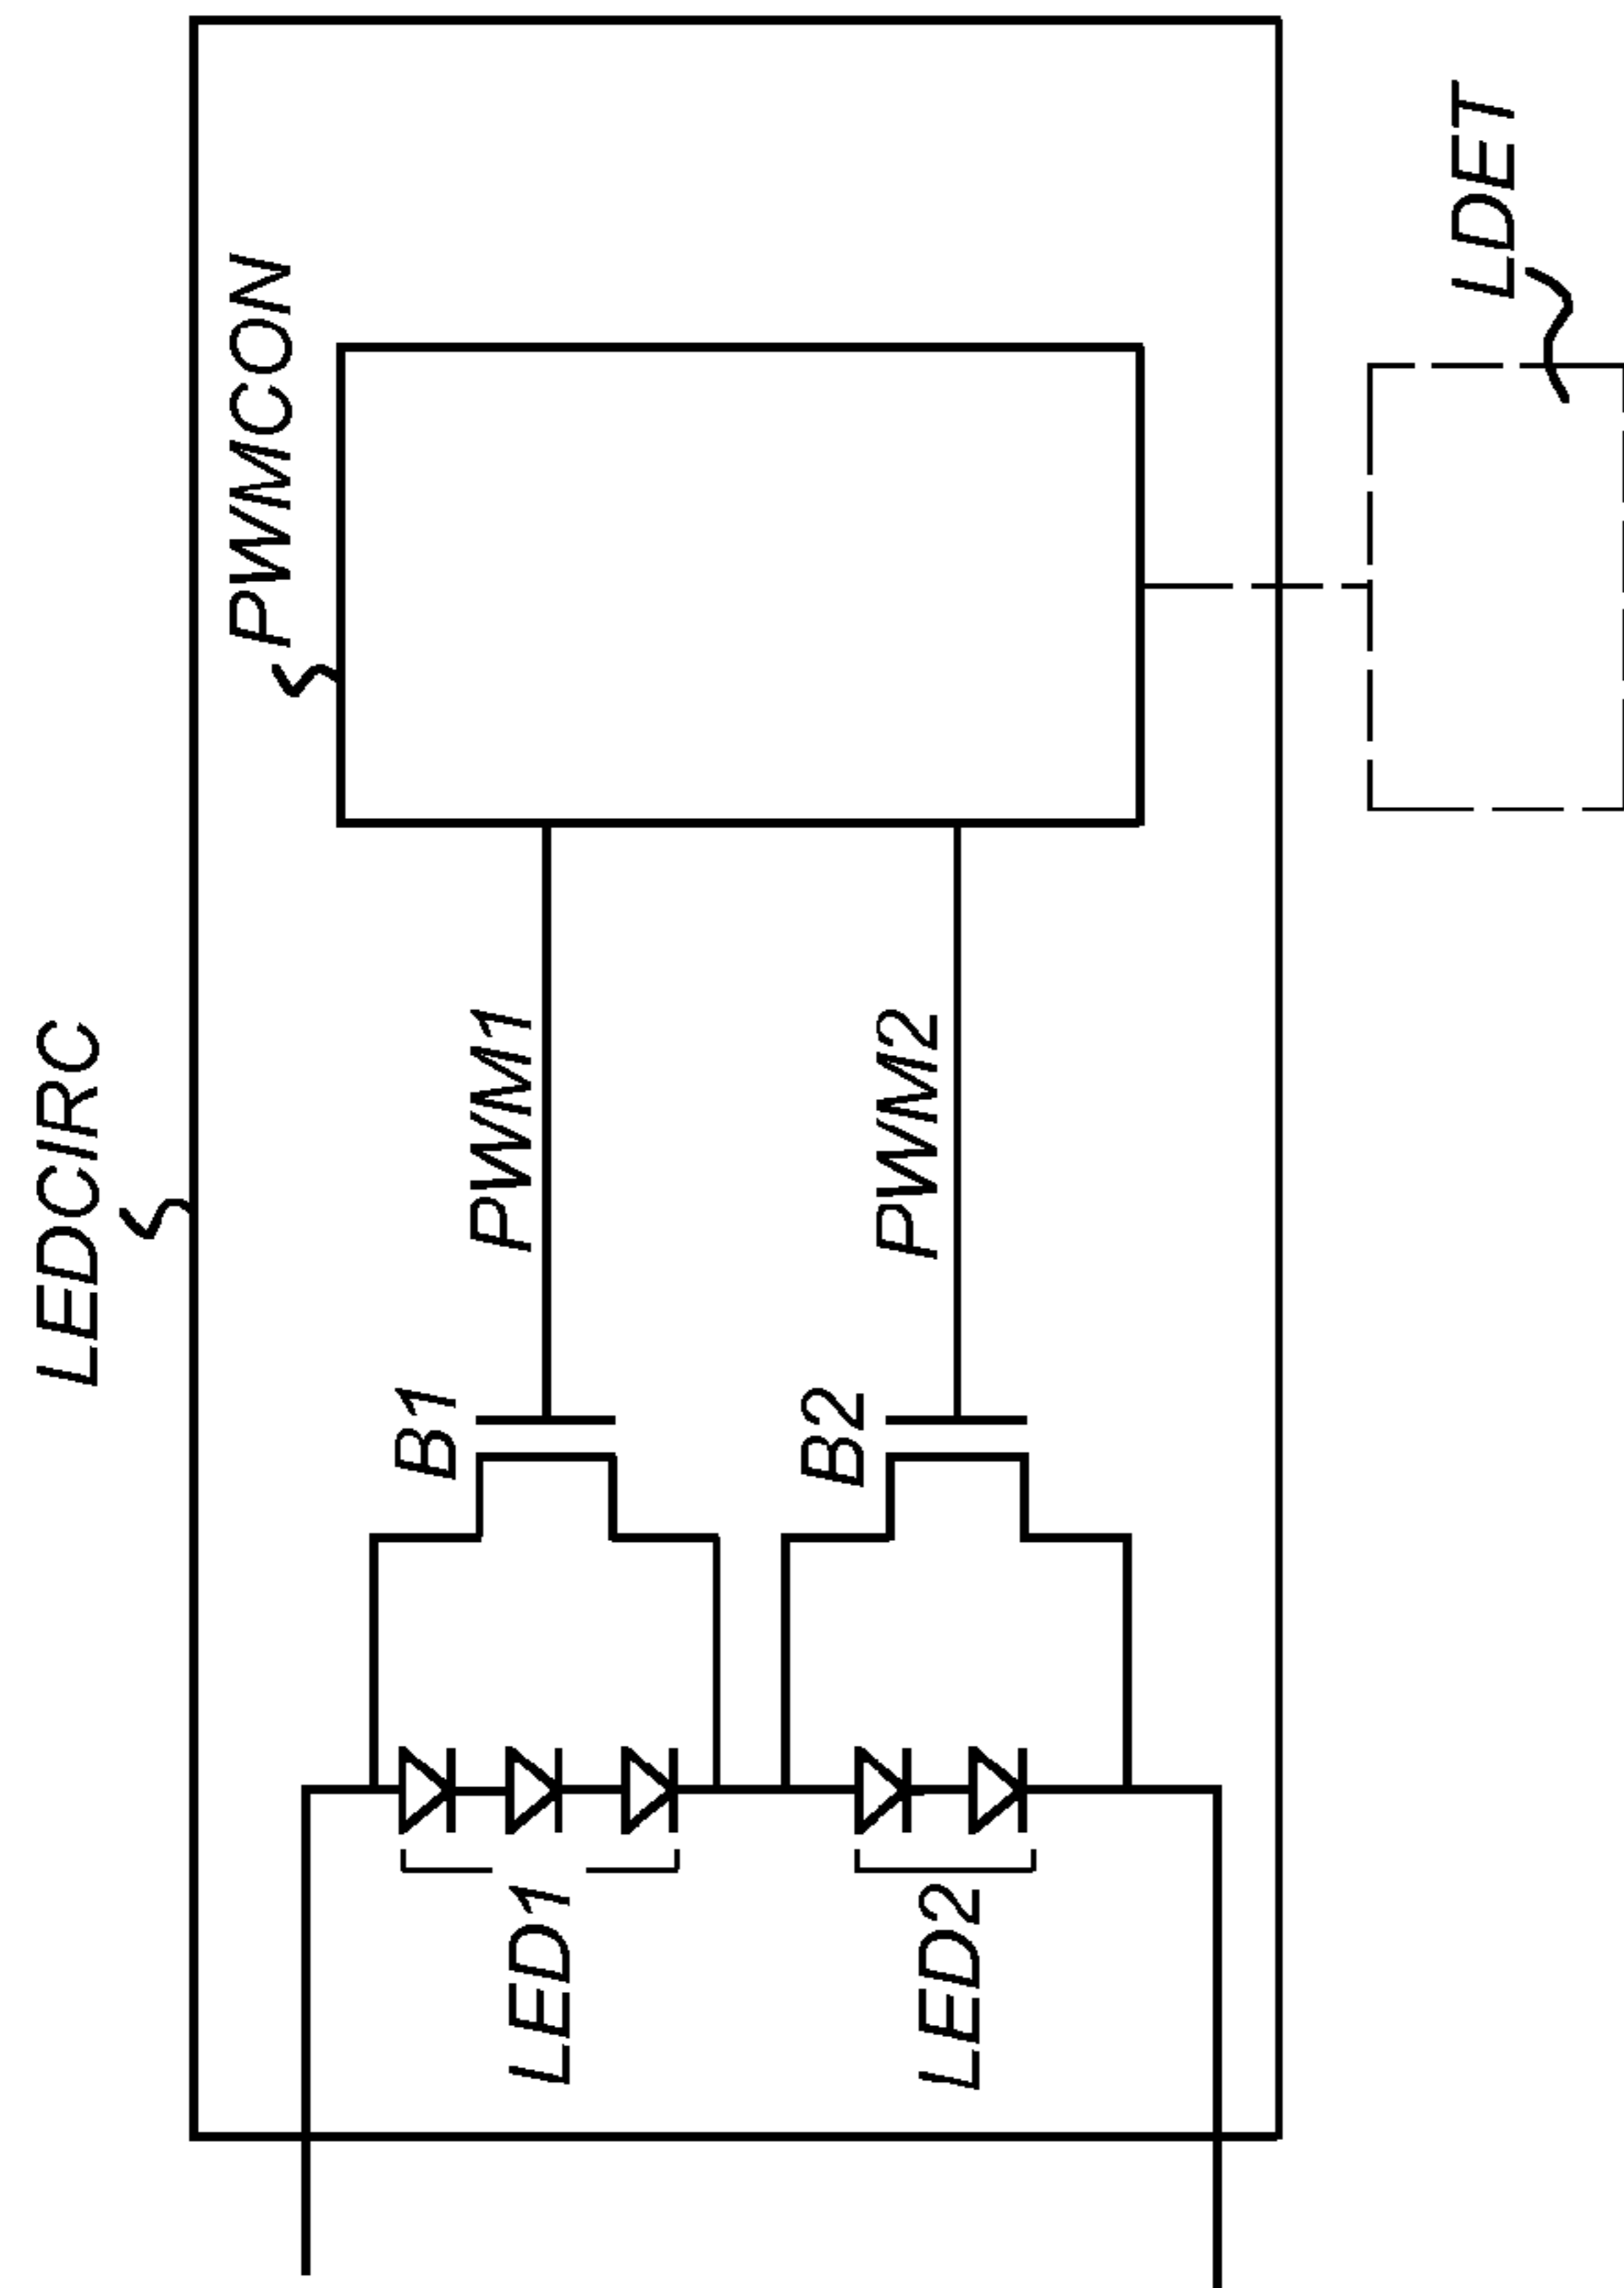 LEDCIRC
PWMCON
LED1
B1
PWM1
LED2
B2
PWM2
LDET